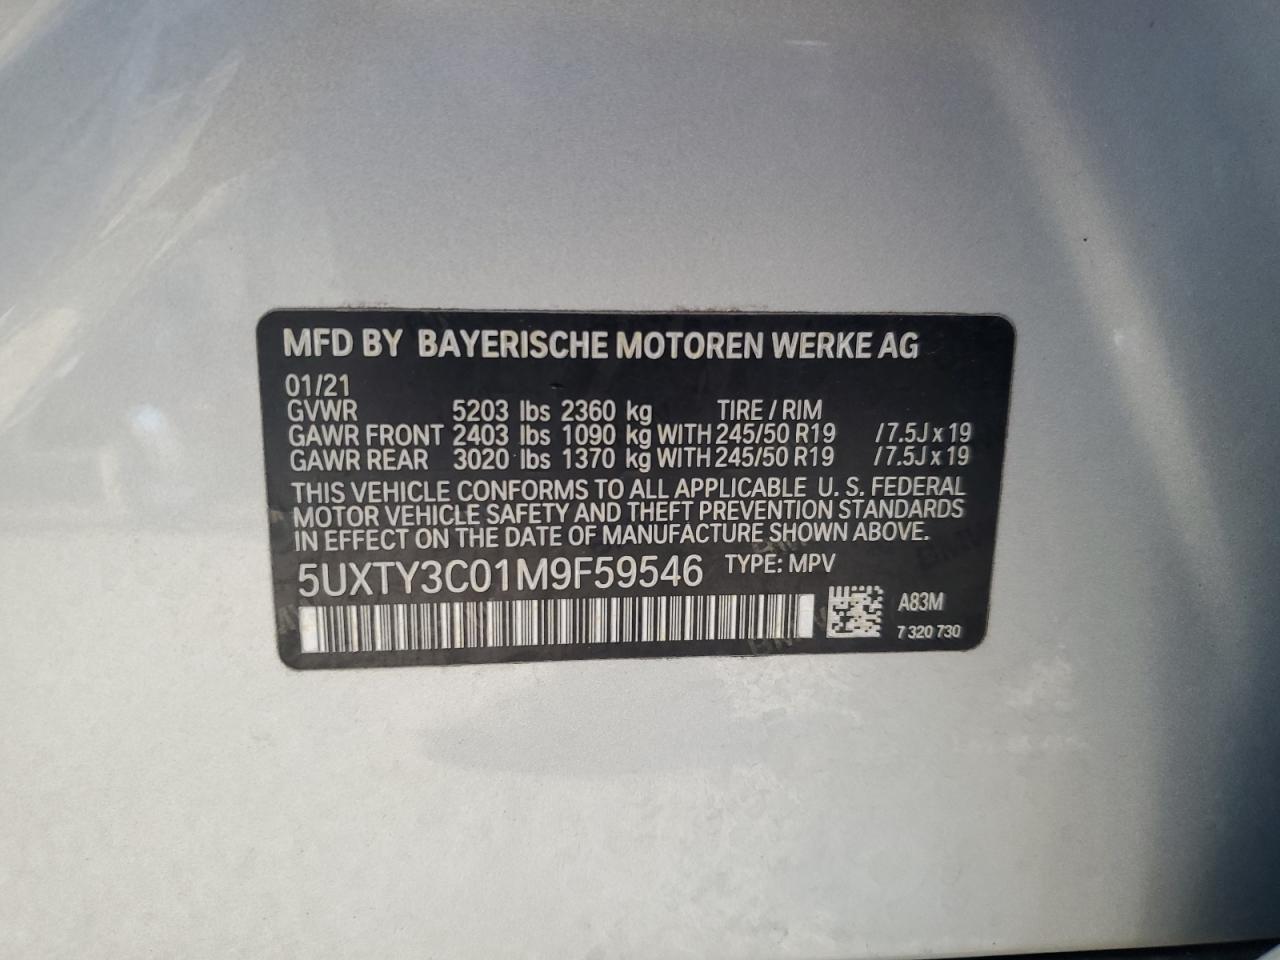 MFD BY BAYERISCHE MOTOREN WERKE AG
01/21
GVWR 5203 lbs 2360 kg TIRE / RIM
GAWR FRONT 2403 lbs 1090 kg WITH 245/50 R19 / 7.5J x 19
GAWR REAR 3020 lbs 1370 kg WITH 245/50 R19 / 7.5J x 19
THIS VEHICLE CONFORMS TO ALL APPLICABLE U. S. FEDERAL
MOTOR VEHICLE SAFETY AND THEFT PREVENTION STANDARDS
IN EFFECT ON THE DATE OF MANUFACTURE SHOWN ABOVE.
5UXTY3C01M9F59546 TYPE: MPV
A83M
7 320 730